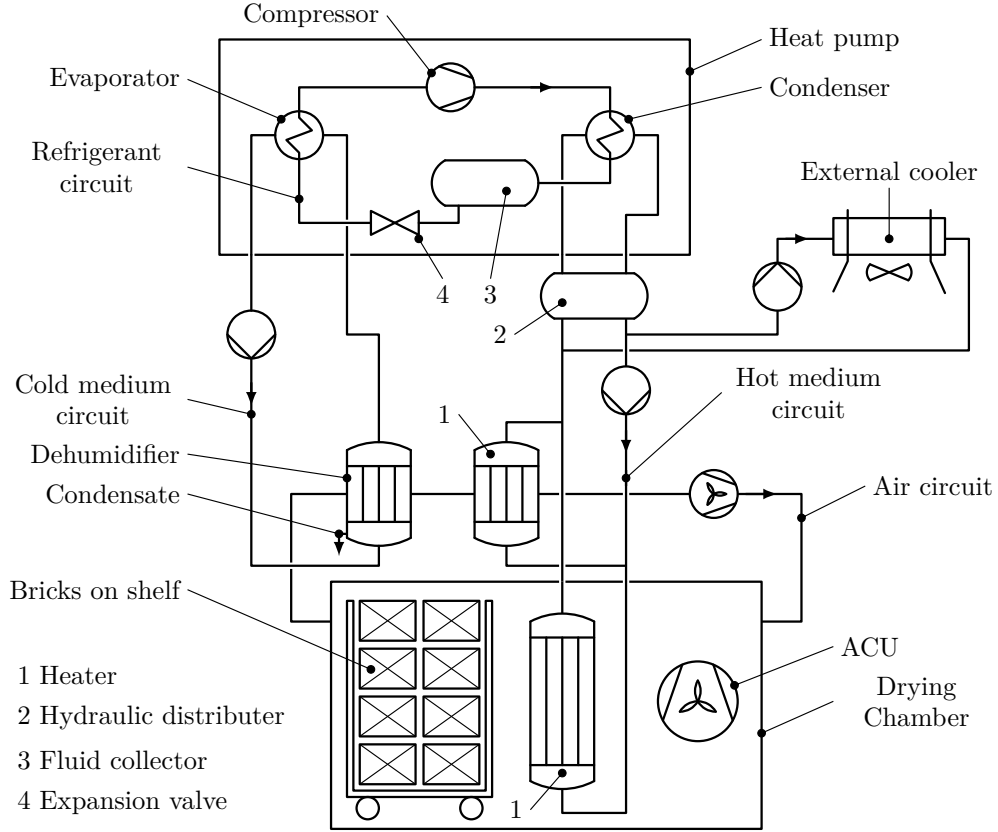 Compressor
Heat pump
Evaporator
Condenser
Refrigerant
circuit
External cooler
4
3
2
Cold medium
circuit
Hot medium
circuit
1
Dehumidifier
Condensate
Air circuit
Bricks on shelf
ACU
1 Heater
Drying
Chamber
2 Hydraulic distributer
3 Fluid collector
4 Expansion valve
1